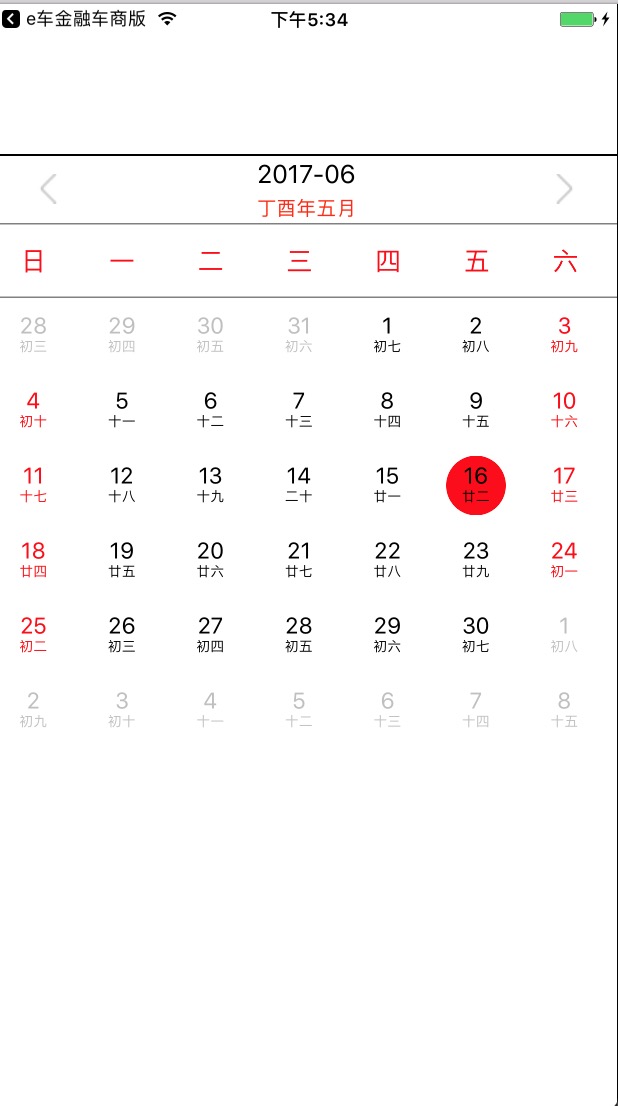 e车金融车商版 下午5:34
2017-06
丁酉年五月
日 一 二 三 四 五 六
28 29 30 31 1 2 3
初三 初四 初五 初六 初七 初八 初九
4 5 6 7 8 9 10
初十 十一 十二 十三 十四 十五 十六
11 12 13 14 15 16 17
十七 十八 十九 二十 廿一 廿二 廿三
18 19 20 21 22 23 24
廿四 廿五 廿六 廿七 廿八 廿九 初一
25 26 27 28 29 30 1
初二 初三 初四 初五 初六 初七 初八
2 3 4 5 6 7 8
初九 初十 十一 十二 十三 十四 十五